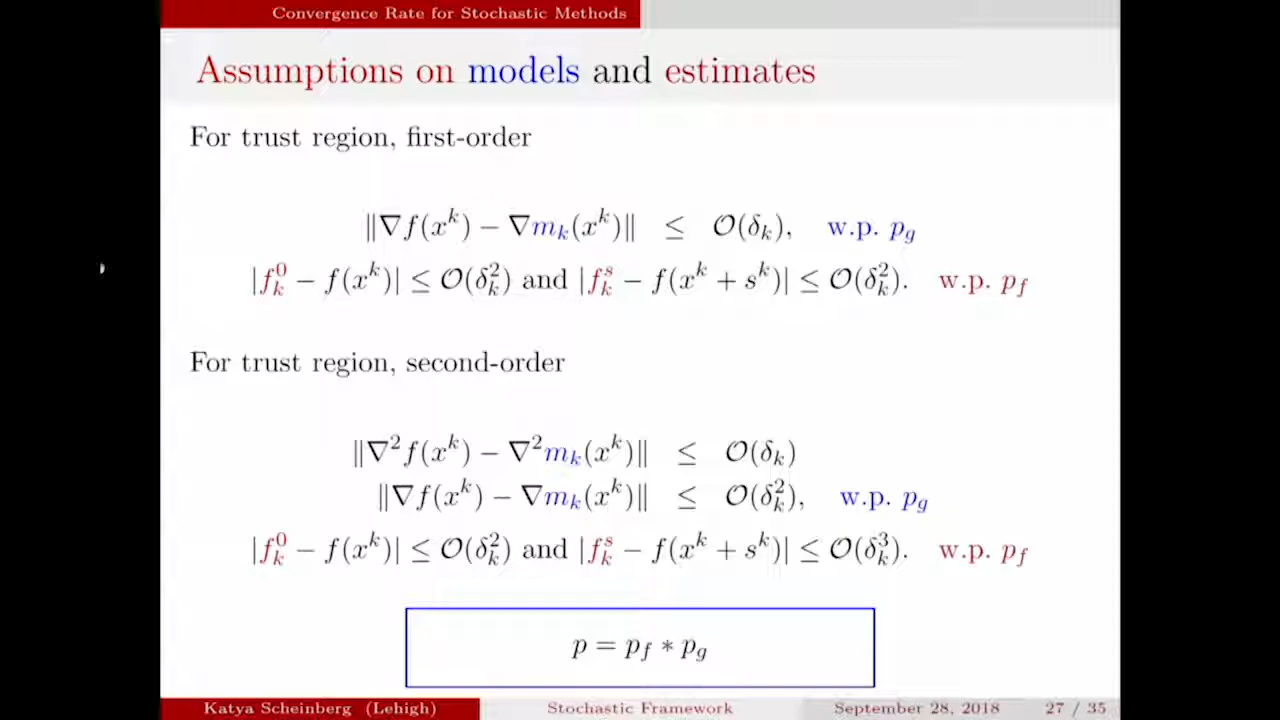 Convergence Rate for Stochastic Methods
Assumptions on models and estimates
For trust region, first-order
‖∇f(x^k) − ∇m_k(x^k)‖ ≤ 𝒪(δ_k), w.p. p_g
|f_k^0 − f(x^k)| ≤ 𝒪(δ_k^2) and |f_k^s − f(x^k + s^k)| ≤ 𝒪(δ_k^2). w.p. p_f
For trust region, second-order
‖∇^2 f(x^k) − ∇^2 m_k(x^k)‖ ≤ 𝒪(δ_k)
‖∇f(x^k) − ∇m_k(x^k)‖ ≤ 𝒪(δ_k^2), w.p. p_g
|f_k^0 − f(x^k)| ≤ 𝒪(δ_k^2) and |f_k^s − f(x^k + s^k)| ≤ 𝒪(δ_k^3). w.p. p_f
p = p_f ∗ p_g
Katya Scheinberg (Lehigh) Stochastic Framework September 28, 2018 27 / 35